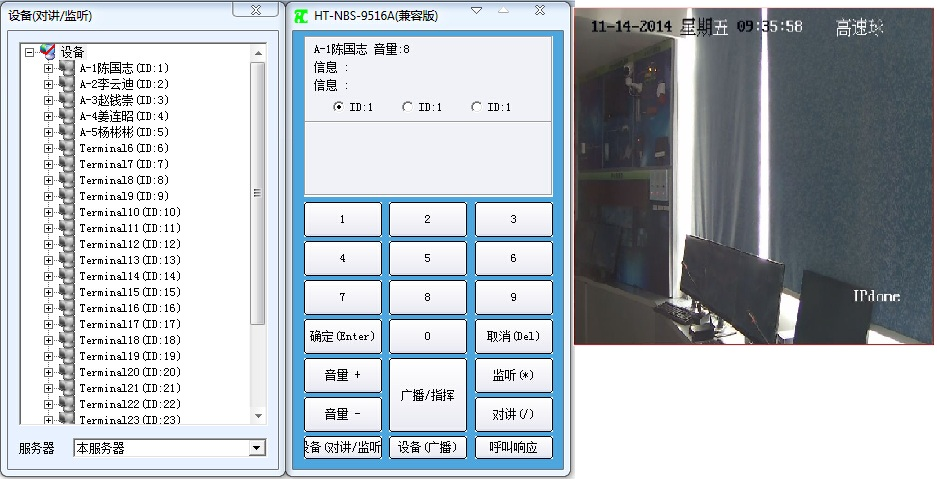 设备(对讲/监听)
设备
A-1陈国志(ID:1)
A-2李云迪(ID:2)
A-3赵钱崇(ID:3)
A-4姜连昭(ID:4)
A-5杨彬彬(ID:5)
Terminal6(ID:6)
Terminal7(ID:7)
Terminal8(ID:8)
Terminal9(ID:9)
Terminal10(ID:10)
Terminal11(ID:11)
Terminal12(ID:12)
Terminal13(ID:13)
Terminal14(ID:14)
Terminal15(ID:15)
Terminal16(ID:16)
Terminal17(ID:17)
Terminal18(ID:18)
Terminal19(ID:19)
Terminal20(ID:20)
Terminal21(ID:21)
Terminal22(ID:22)
Terminal23(ID:23)
服务器 本服务器
HT-NBS-9516A(兼容版)
A-1陈国志 音量:8
信息 :
信息 :
ID:1 ID:1 ID:1
1 2 3
4 5 6
7 8 9
确定(Enter) 0 取消(Del)
音量 + 广播/指挥 监听(*)
音量 - 对讲(/)
设备(对讲/监听 设备(广播) 呼叫响应
11-14-2014 星期五 09:35:58 高速球
IPdome